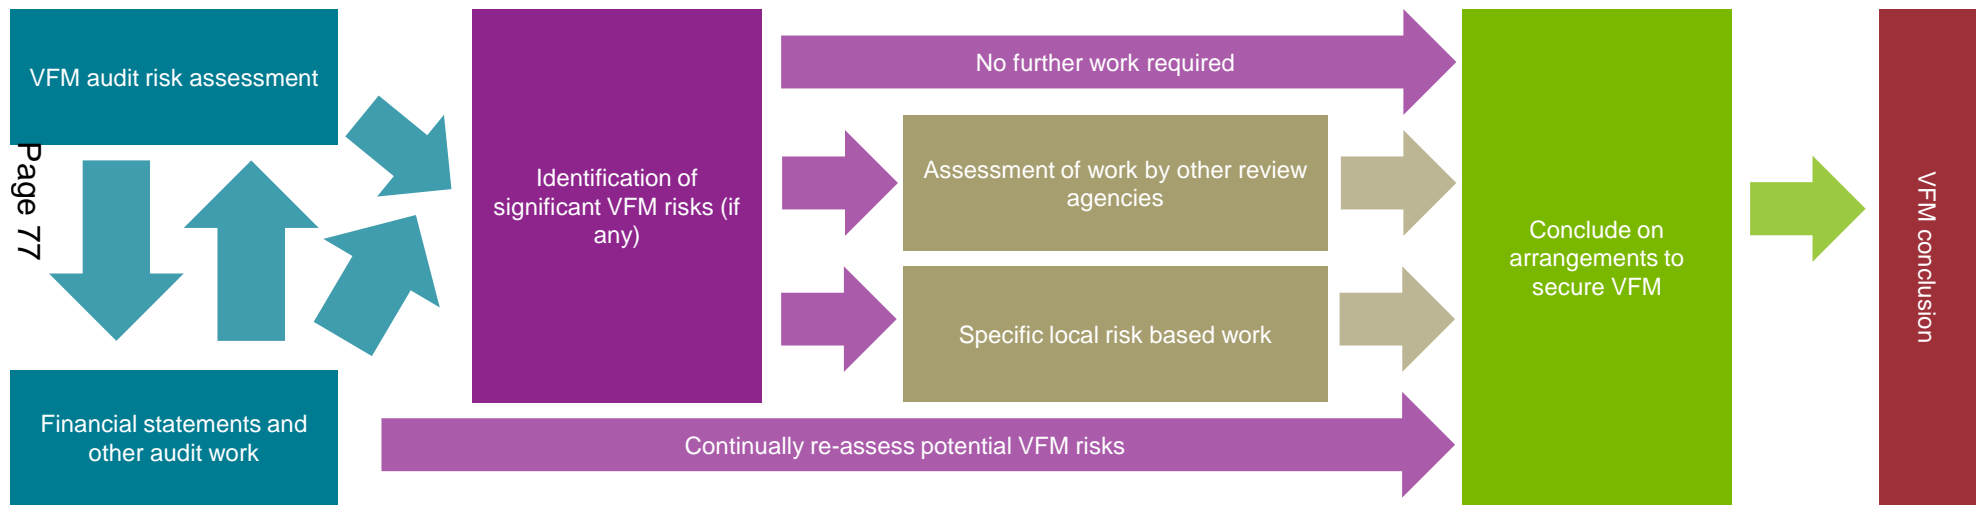 VFM audit risk assessment
Page 77
Financial statements and
other audit work
Identification of
significant VFM risks (if
any)
No further work required
Assessment of work by other review
agencies
Specific local risk based work
Continually re-assess potential VFM risks
Conclude on
arrangements to
secure VFM
VFM conclusion